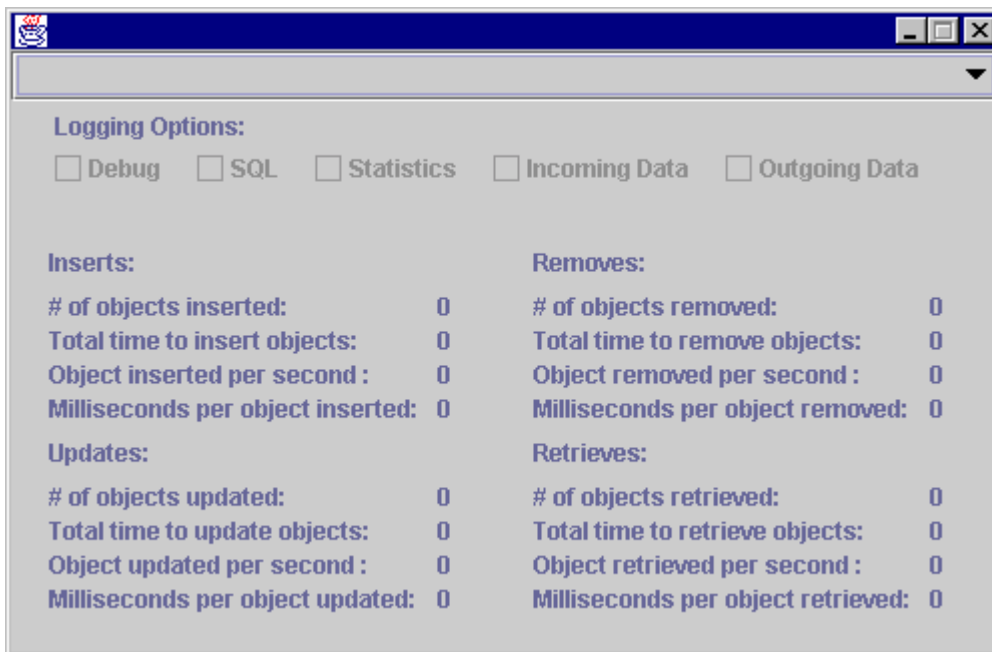 Logging Options:
Debug SQL Statistics Incoming Data Outgoing Data
Inserts:
# of objects inserted: 0
Total time to insert objects: 0
Object inserted per second : 0
Milliseconds per object inserted: 0
Removes:
# of objects removed: 0
Total time to remove objects: 0
Object removed per second : 0
Milliseconds per object removed: 0
Updates:
# of objects updated: 0
Total time to update objects: 0
Object updated per second : 0
Milliseconds per object updated: 0
Retrieves:
# of objects retrieved: 0
Total time to retrieve objects: 0
Object retrieved per second : 0
Milliseconds per object retrieved: 0